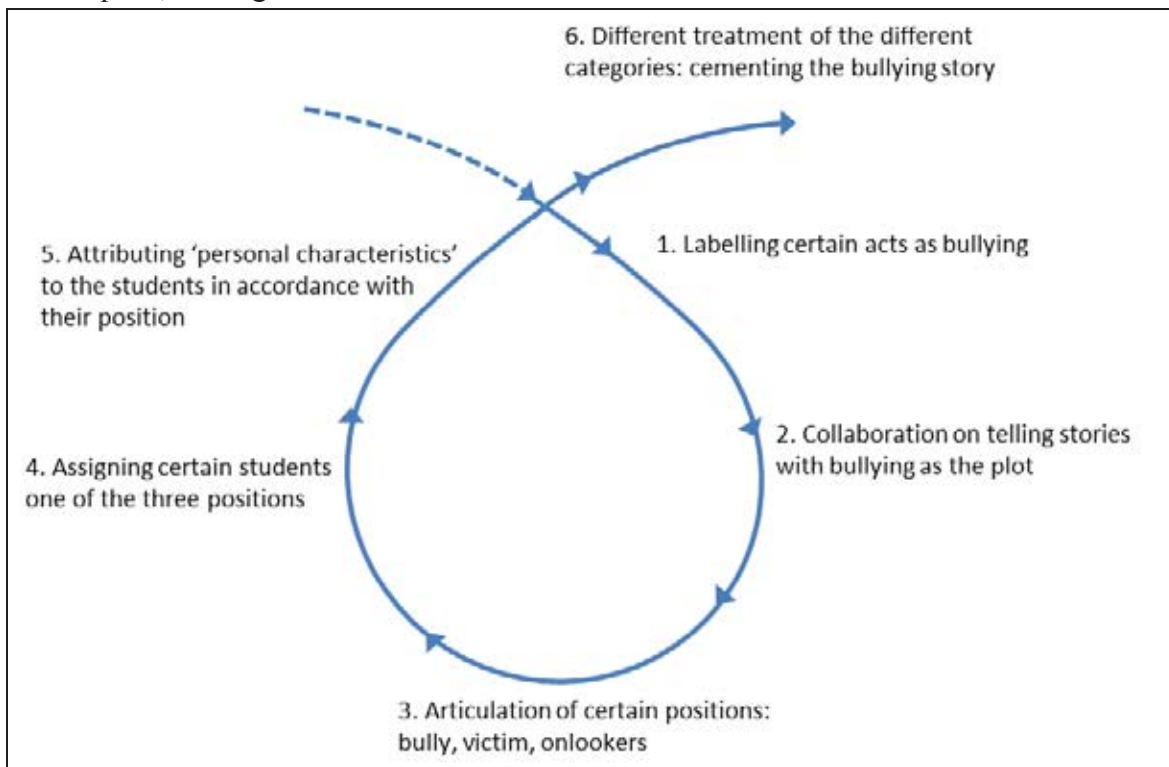 6. Different treatment of the different
categories: cementing the bullying story
1. Labelling certain acts as bullying
5. Attributing ‘personal characteristics’
to the students in accordance with
their position
2. Collaboration on telling stories
with bullying as the plot
4. Assigning certain students
one of the three positions
3. Articulation of certain positions:
bully, victim, onlookers